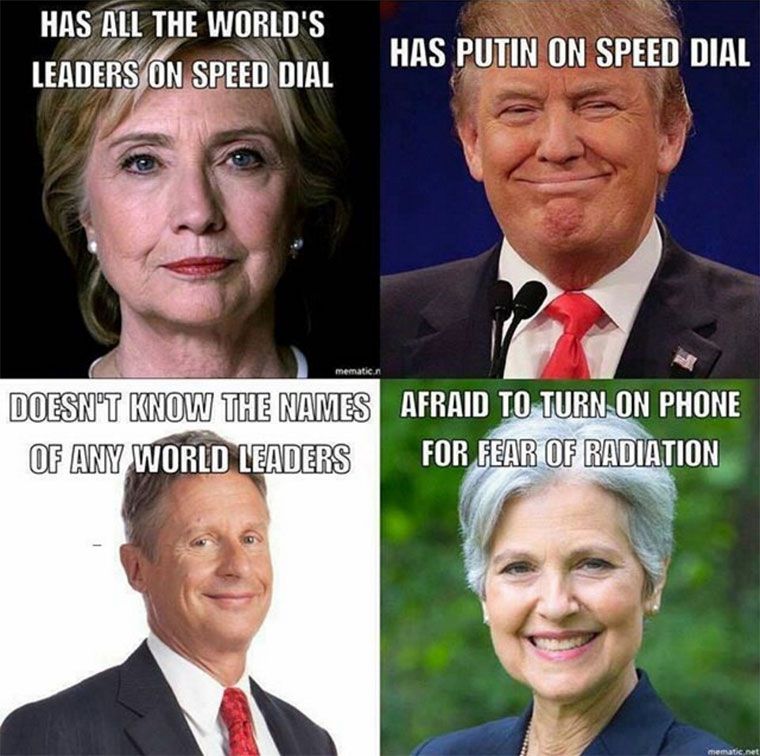 HAS ALL THE WORLD'S
LEADERS ON SPEED DIAL
HAS PUTIN ON SPEED DIAL
mematic.n
DOESN'T KNOW THE NAMES
OF ANY WORLD LEADERS
AFRAID TO TURN ON PHONE
FOR FEAR OF RADIATION
mematic.net